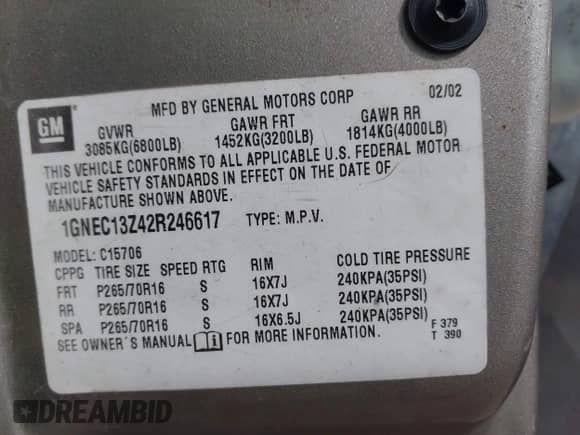 GM
MFD BY GENERAL MOTORS CORP 02/02
GVWR GAWR FRT GAWR RR
3085KG(6800LB) 1452KG(3200LB) 1814KG(4000LB)
THIS VEHICLE CONFORMS TO ALL APPLICABLE U.S. FEDERAL MOTOR
VEHICLE SAFETY STANDARDS IN EFFECT ON THE DATE OF
MANUFACTURE SHOWN ABOVE.
1GNEC13Z42R246617 TYPE: M.P.V.
MODEL: C15706
CPPG TIRE SIZE SPEED RTG RIM COLD TIRE PRESSURE
FRT P265/70R16 S 16X7J 240KPA(35PSI)
RR P265/70R16 S 16X7J 240KPA(35PSI)
SPA P265/70R16 S 16X6.5J 240KPA(35PSI)
SEE OWNER'S MANUAL FOR MORE INFORMATION. F 379
T 390
DREAMBID